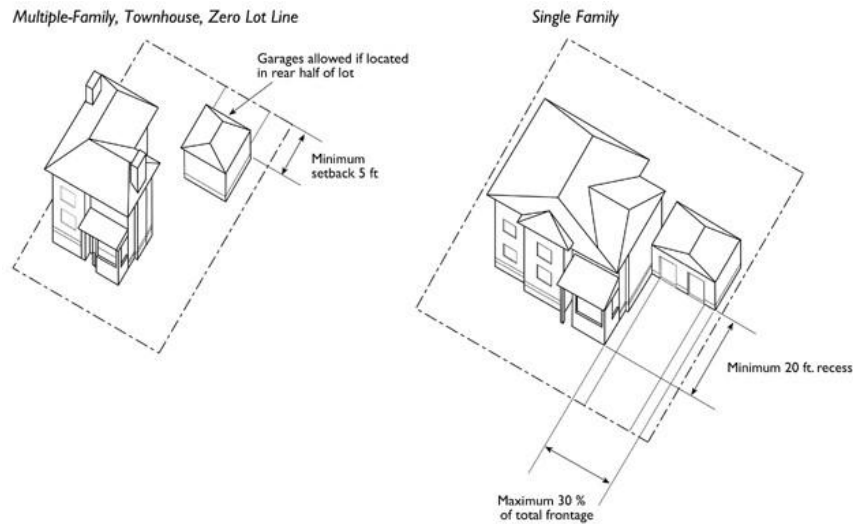 Multiple-Family, Townhouse, Zero Lot Line
Garages allowed if located
in rear half of lot
Minimum
setback 5 ft
Single Family
Minimum 20 ft. recess
Maximum 30 %
of total frontage